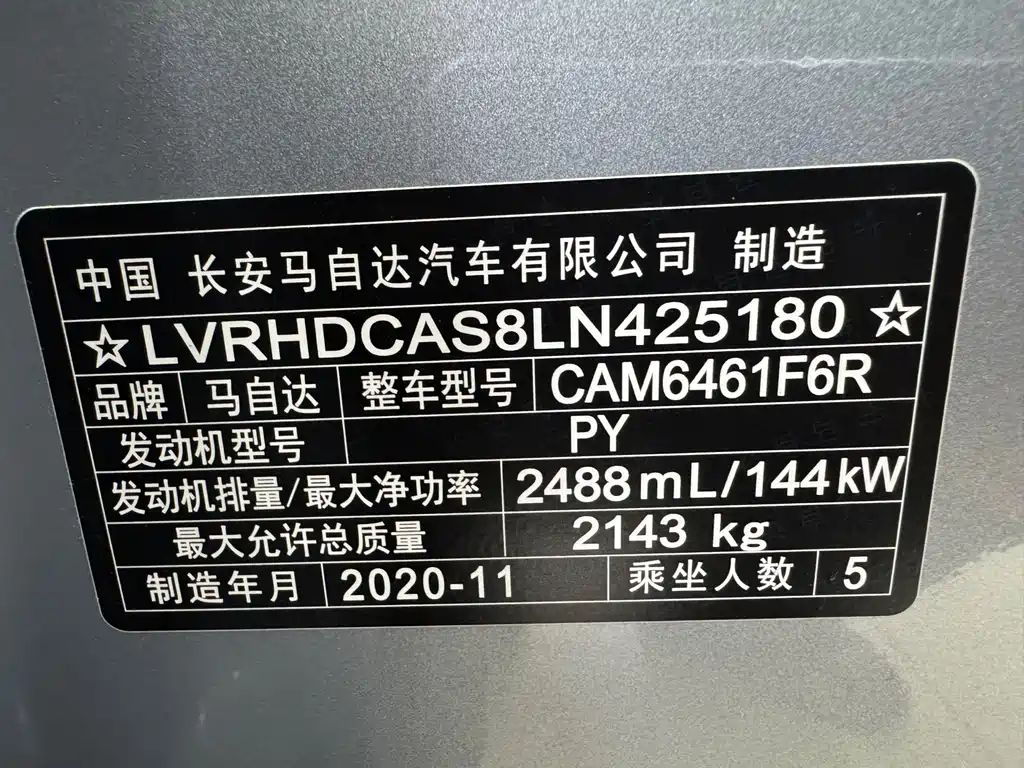 中国 长安马自达汽车有限公司 制造
☆LVRHDCAS8LN425180☆
品牌 马自达 整车型号 CAM6461F6R
发动机型号 PY
发动机排量/最大净功率 2488mL/144kW
最大允许总质量 2143 kg
制造年月 2020-11 乘坐人数 5